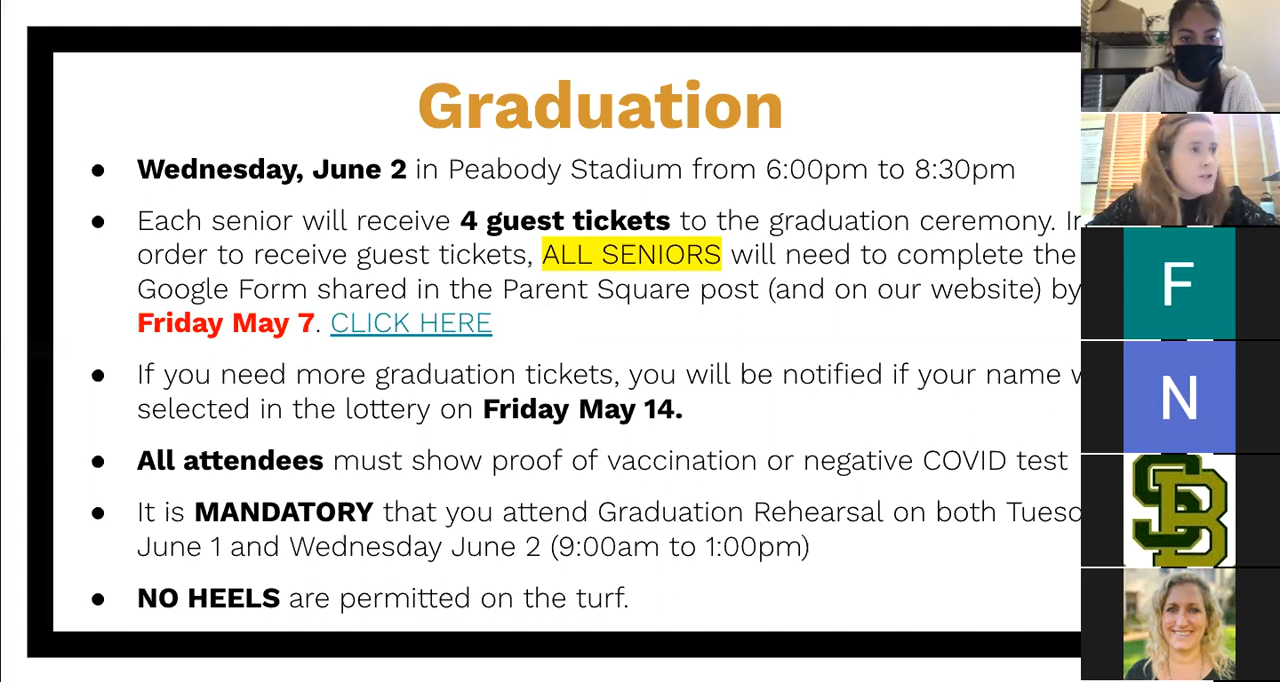 Graduation
● Wednesday, June 2 in Peabody Stadium from 6:00pm to 8:30pm
● Each senior will receive 4 guest tickets to the graduation ceremony. In
order to receive guest tickets, ALL SENIORS will need to complete the
Google Form shared in the Parent Square post (and on our website) by
Friday May 7. CLICK HERE
● If you need more graduation tickets, you will be notified if your name
selected in the lottery on Friday May 14.
● All attendees must show proof of vaccination or negative COVID test
● It is MANDATORY that you attend Graduation Rehearsal on both
June 1 and Wednesday June 2 (9:00am to 1:00pm)
● NO HEELS are permitted on the turf.
F
N
SB